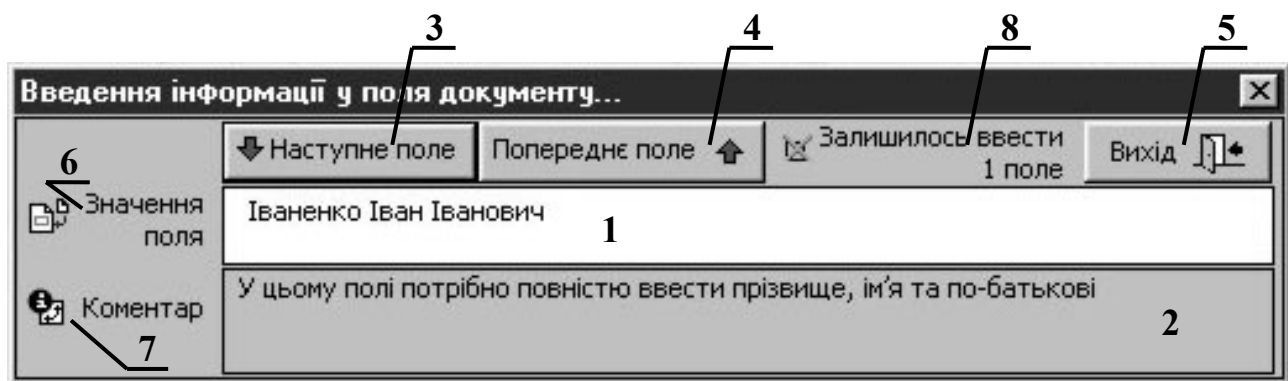 3 4 8 5
Введення інформації у поля документу...
Наступне поле Попереднє поле Залишилось ввести Вихід
1 поле
6
Значення
поля
Іваненко Іван Іванович
1
Коментар
У цьому полі потрібно повністю ввести прізвище, ім'я та по-батькові
2
7